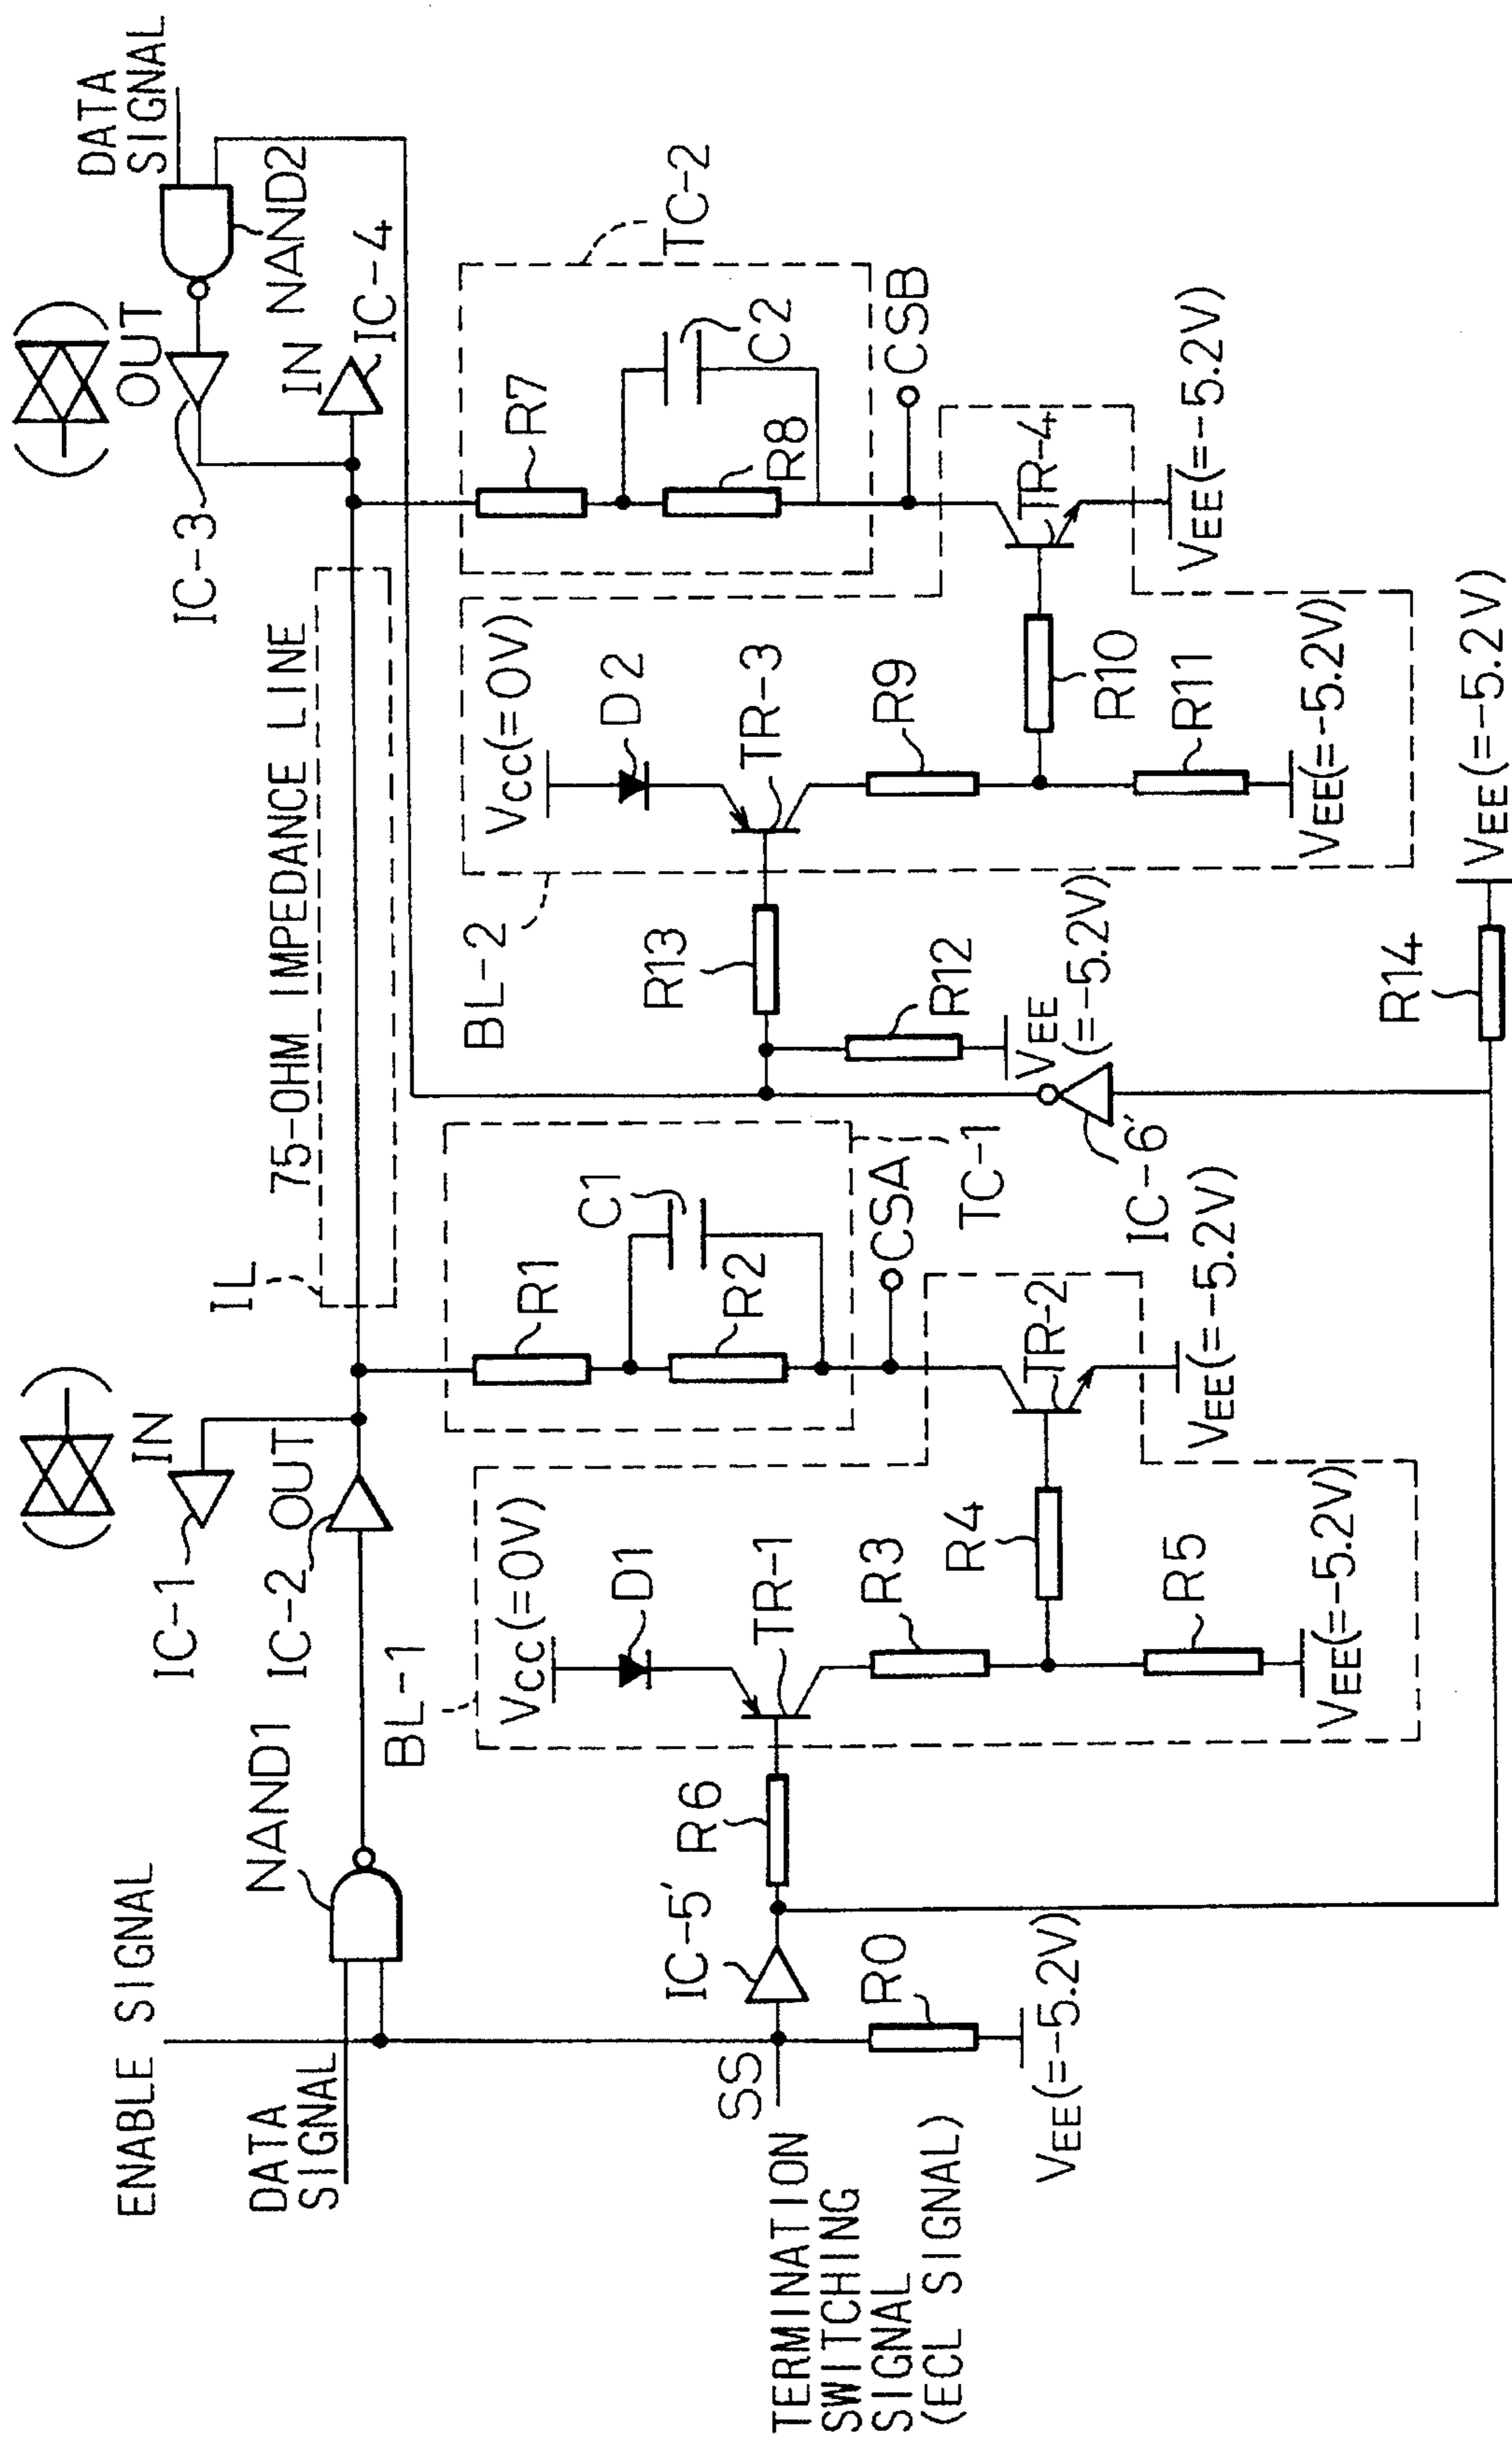 ENABLE SIGNAL
DATA
SIGNAL
NAND1
IC-1
IN
IC-2
OUT
IL
75-OHM IMPEDANCE LINE
IC-3
OUT
IN
IC-4
NAND2
DATA
SIGNAL
BL-1
Vcc(=0V)
D1
TR-1
R3
R4
R5
VEE(=-5.2V)
R1
C1
R2
CSA
TC-1
TR-2
VEE(=-5.2V)
BL-2
Vcc(=0V)
D2
TR-3
R9
R10
R11
VEE(=-5.2V)
R7
C2
R8
TC-2
CSB
TR-4
VEE(=-5.2V)
TERMINATION
SWITCHING
SIGNAL
(ECL SIGNAL)
SS
IC-5'
R6
R0
VEE(=-5.2V)
R13
R12
VEE
(=-5.2V)
IC-6'
R14
VEE(=-5.2V)